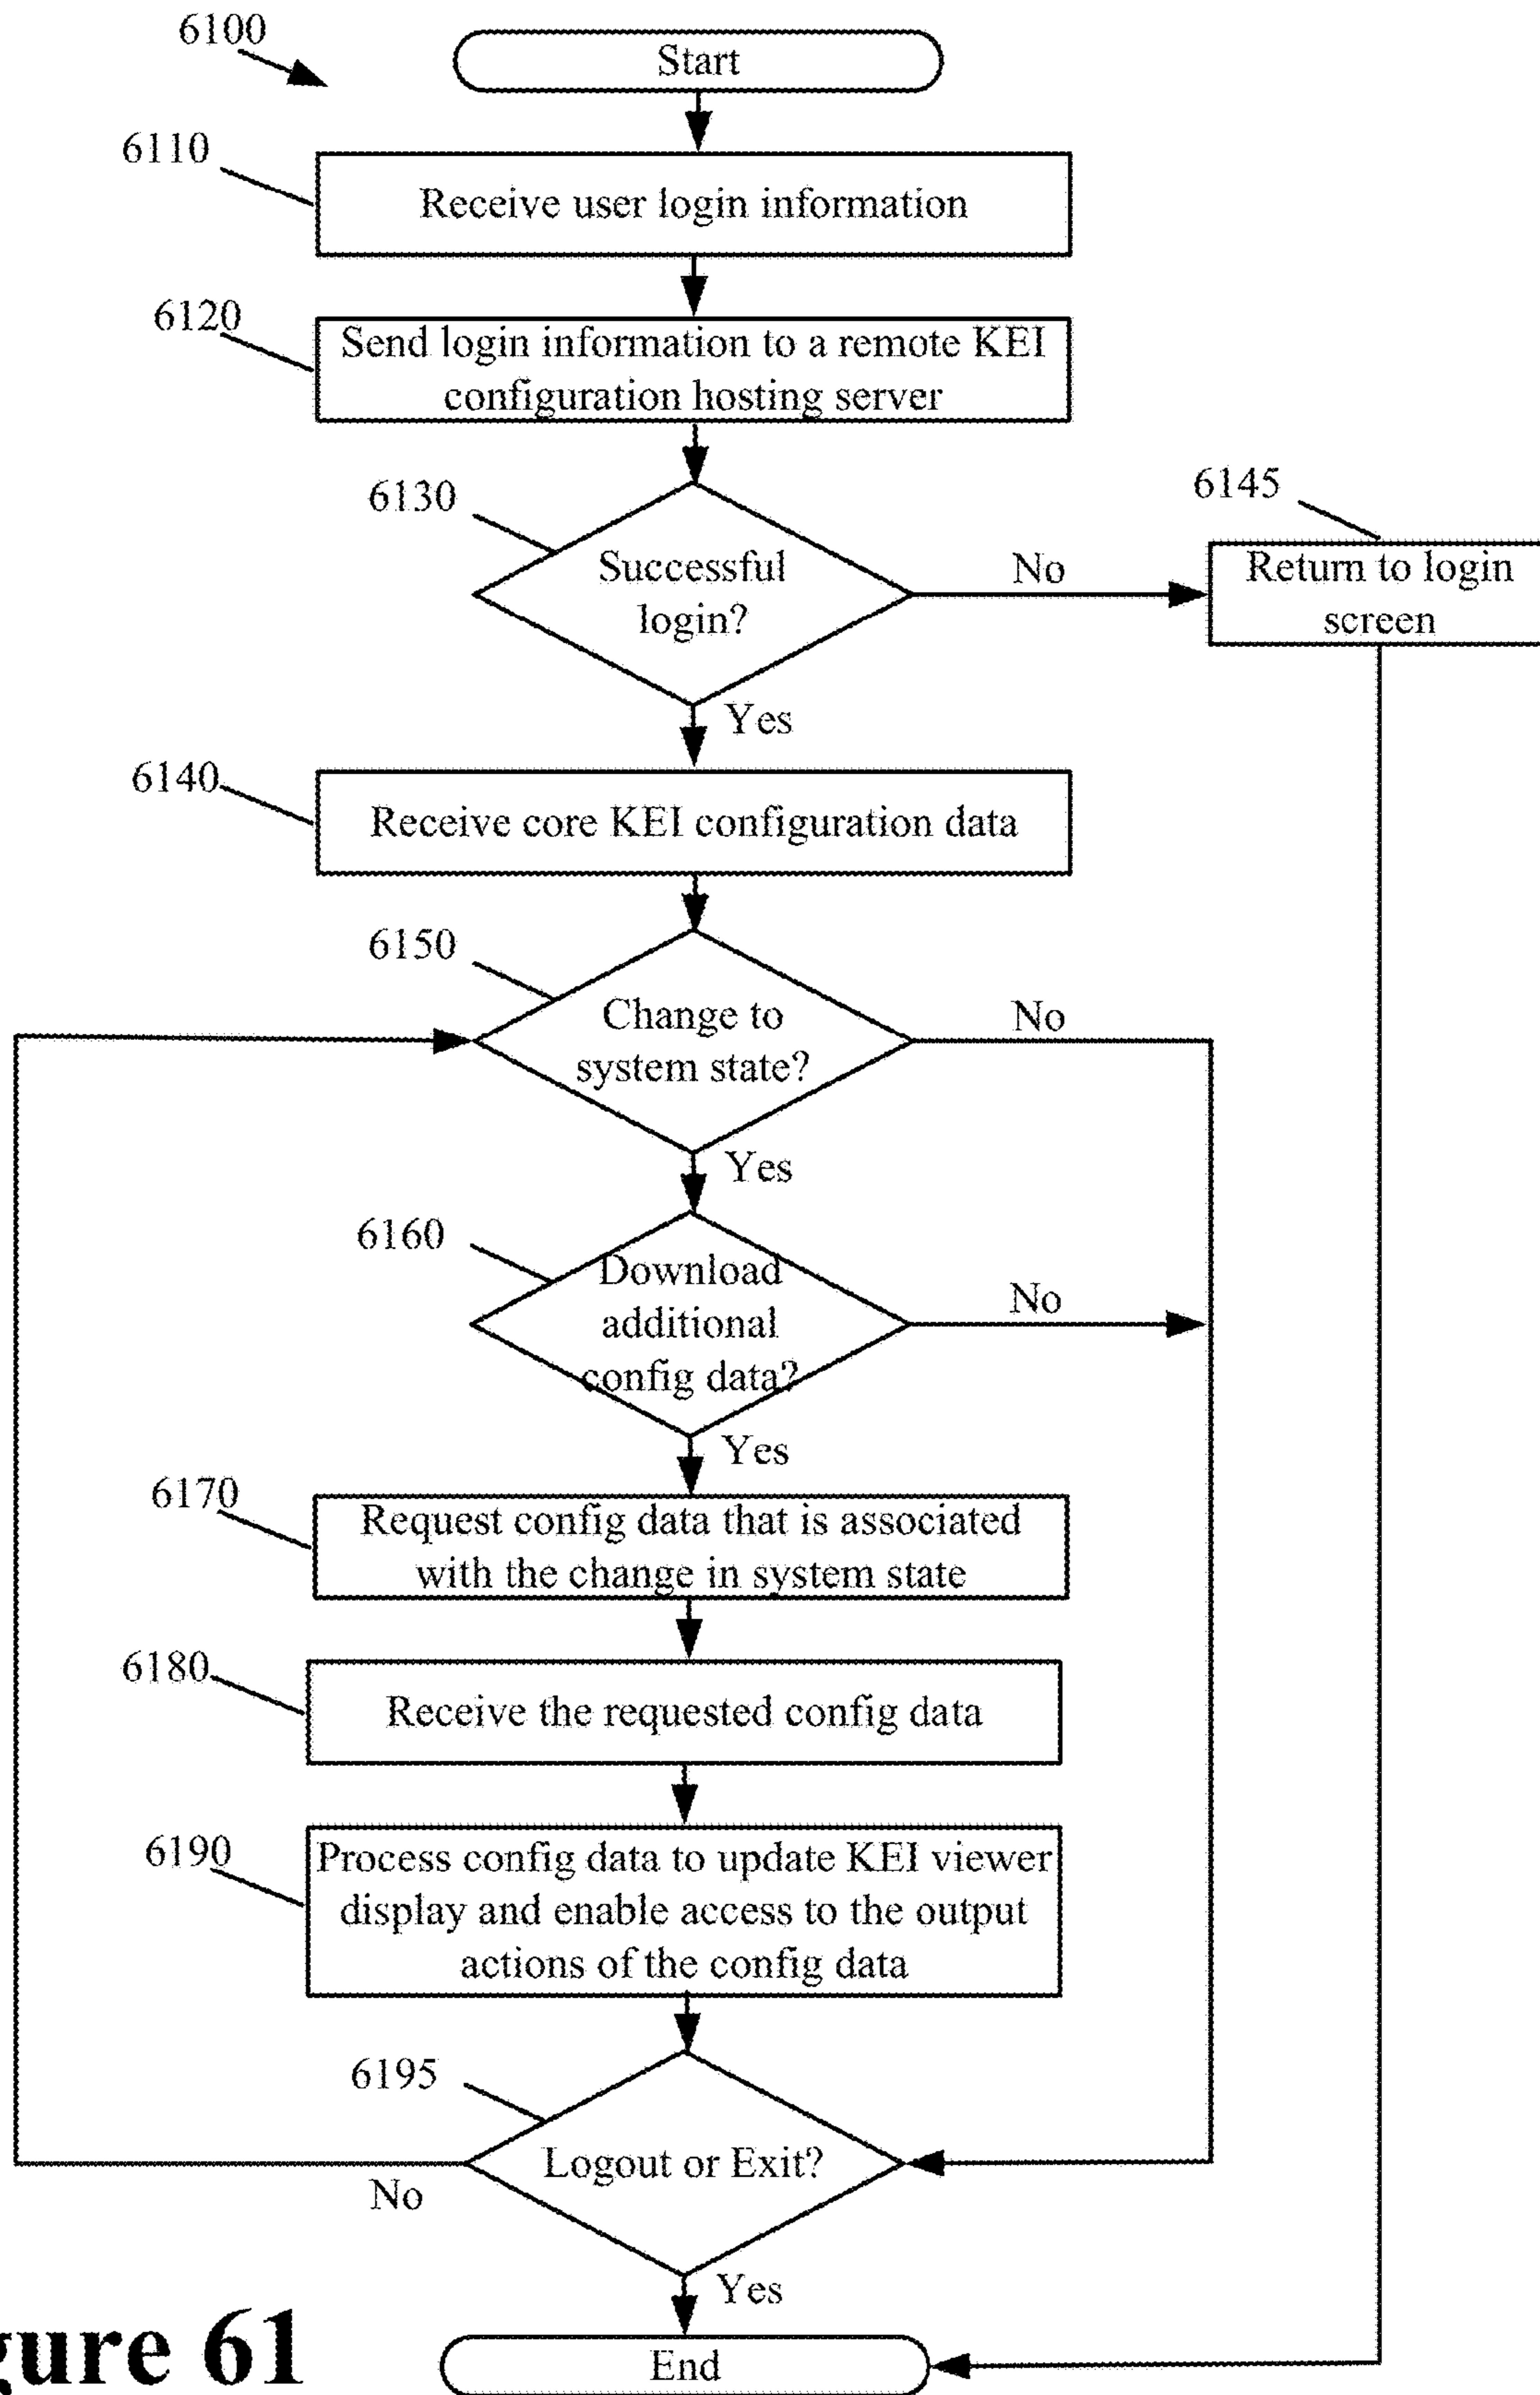 6100
Start
6110
Receive user login information
6120
Send login information to a remote KEI
configuration hosting server
6130
Successful
login?
No
6145
Return to login
screen
Yes
6140
Receive core KEI configuration data
6150
Change to
system state?
No
Yes
6160
Download
additional
config data?
No
Yes
6170
Request config data that is associated
with the change in system state
6180
Receive the requested config data
6190
Process config data to update KEI viewer
display and enable access to the output
actions of the config data
6195
Logout or Exit?
No
Yes
End
gure 61